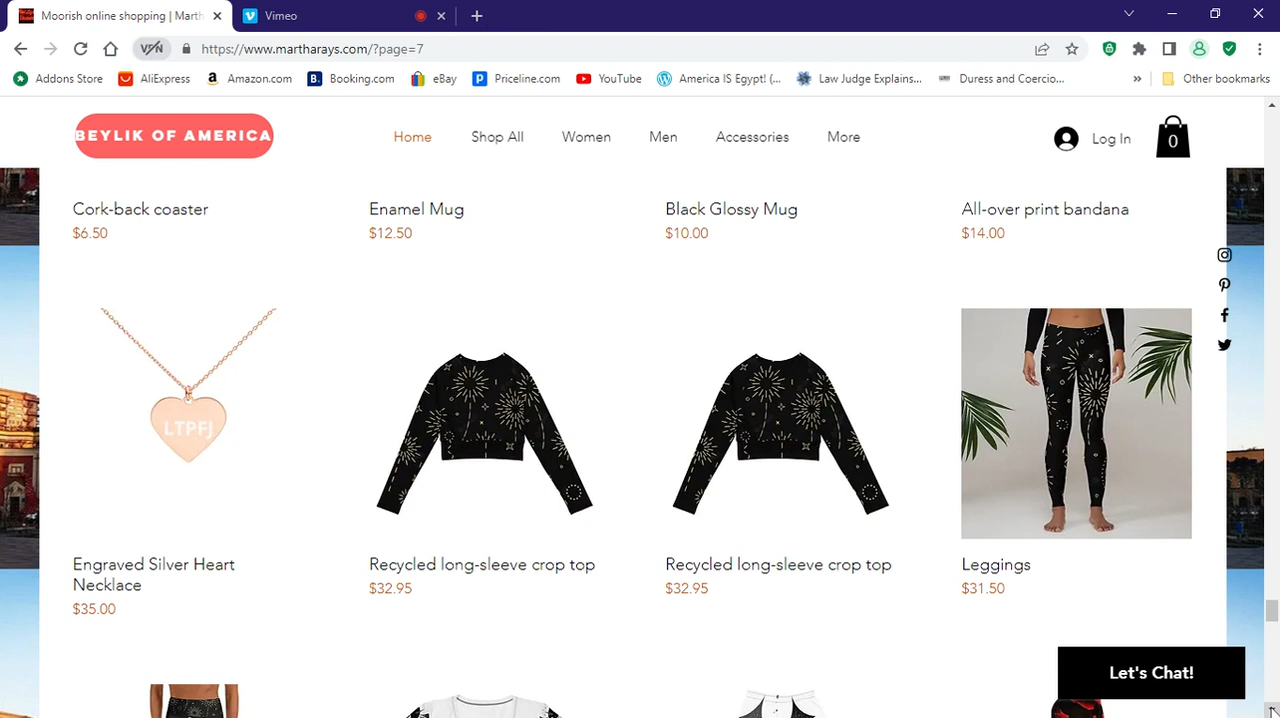 Moorish online shopping | Marth
Vimeo
VPN
https://www.martharays.com/?page=7
Addons Store
AliExpress
Amazon.com
Booking.com
eBay
Priceline.com
YouTube
America IS Egypt! (...
Law Judge Explains...
Duress and Coercio...
»
Other bookmarks
BEYLIK OF AMERICA
Home
Shop All
Women
Men
Accessories
More
Log In
0
Cork-back coaster
$6.50
Enamel Mug
$12.50
Black Glossy Mug
$10.00
All-over print bandana
$14.00
LTPFJ
Engraved Silver Heart
Necklace
$35.00
Recycled long-sleeve crop top
$32.95
Recycled long-sleeve crop top
$32.95
Leggings
$31.50
Let's Chat!